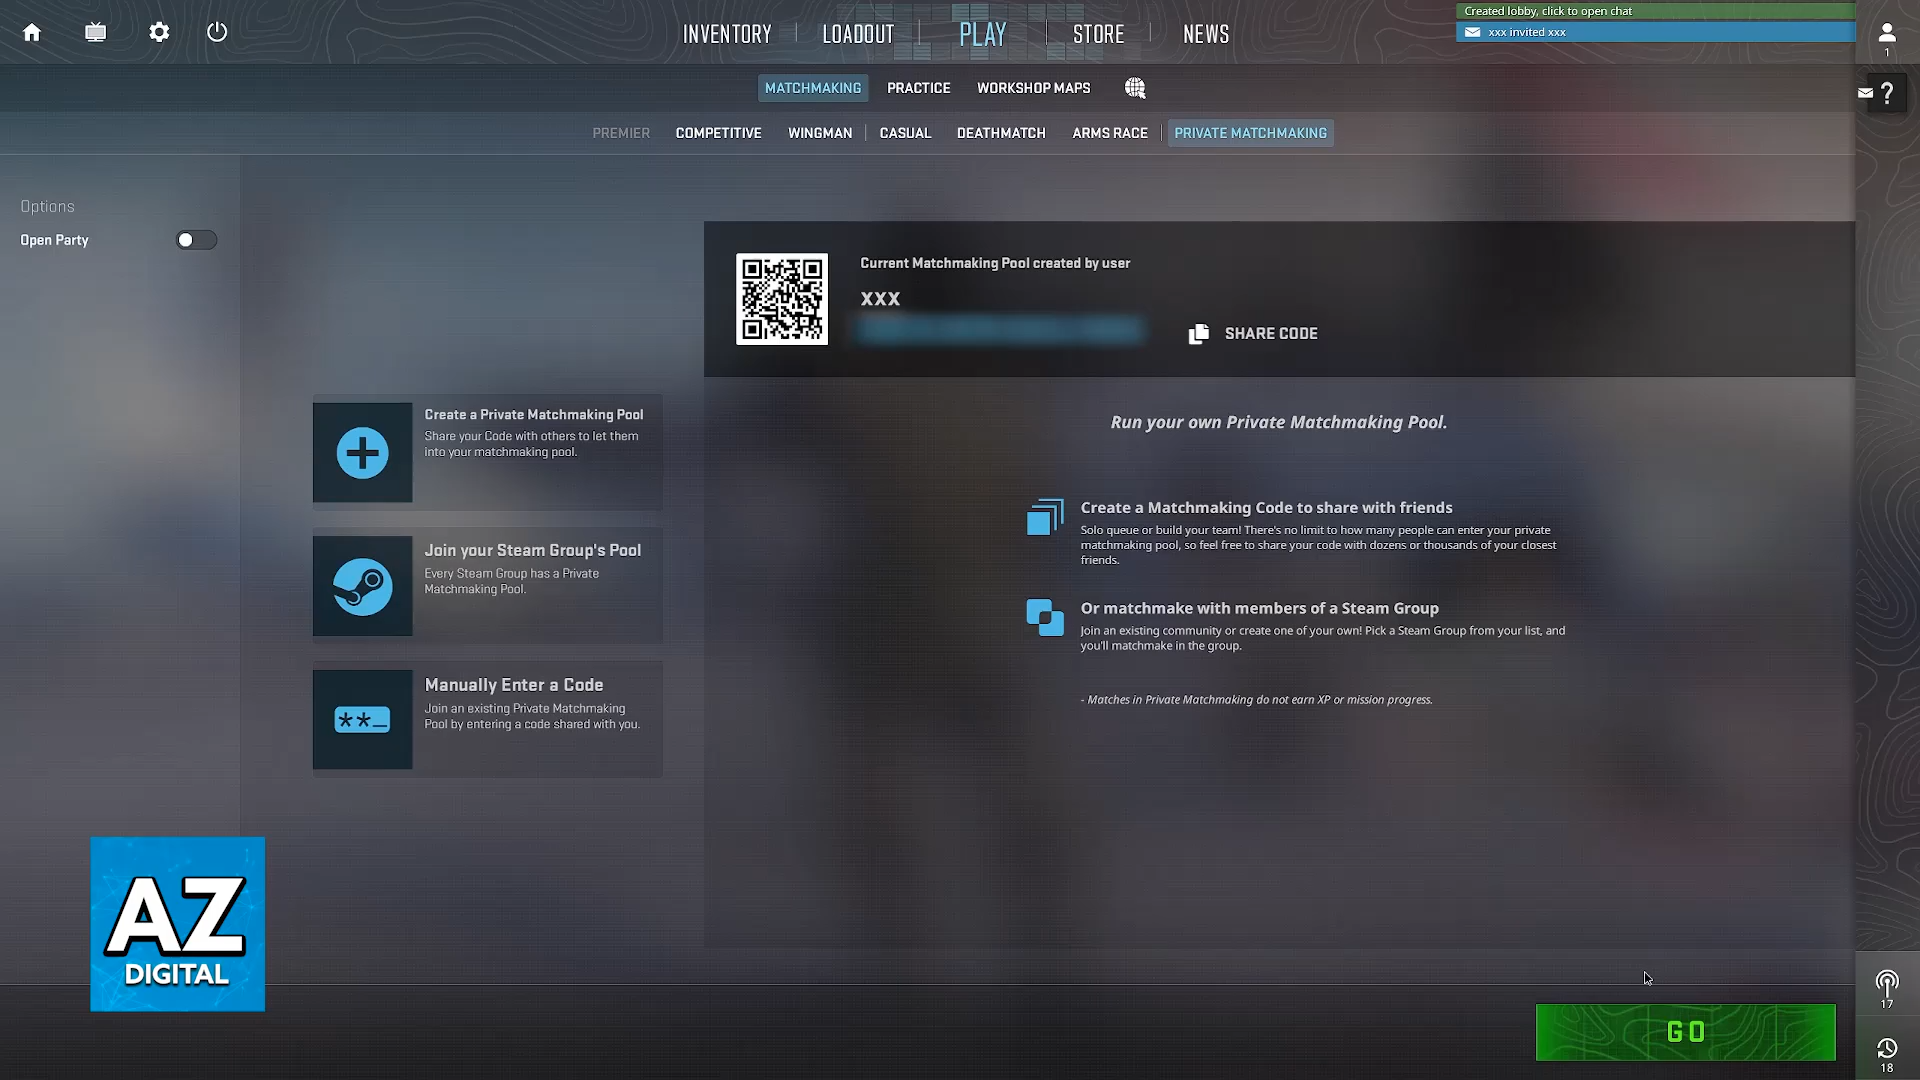 INVENTORY
LOADOUT
PLAY
STORE
NEWS
Created lobby, click to open chat
xxx invited xxx
1
MATCHMAKING
PRACTICE
WORKSHOP MAPS
?
PREMIER
COMPETITIVE
WINGMAN
CASUAL
DEATHMATCH
ARMS RACE
PRIVATE MATCHMAKING
Options
Open Party
Current Matchmaking Pool created by user
xxx
SHARE CODE
Create a Private Matchmaking Pool
Share your Code with others to let them
into your matchmaking pool.
Join your Steam Group's Pool
Every Steam Group has a Private
Matchmaking Pool.
Manually Enter a Code
Join an existing Private Matchmaking
Pool by entering a code shared with you.
**_
Run your own Private Matchmaking Pool.
Create a Matchmaking Code to share with friends
Solo queue or build your team! There's no limit to how many people can enter your private
matchmaking pool, so feel free to share your code with dozens or thousands of your closest
friends.
Or matchmake with members of a Steam Group
Join an existing community or create one of your own! Pick a Steam Group from your list, and
you'll matchmake in the group.
- Matches in Private Matchmaking do not earn XP or mission progress.
AZ
DIGITAL
GO
17
18